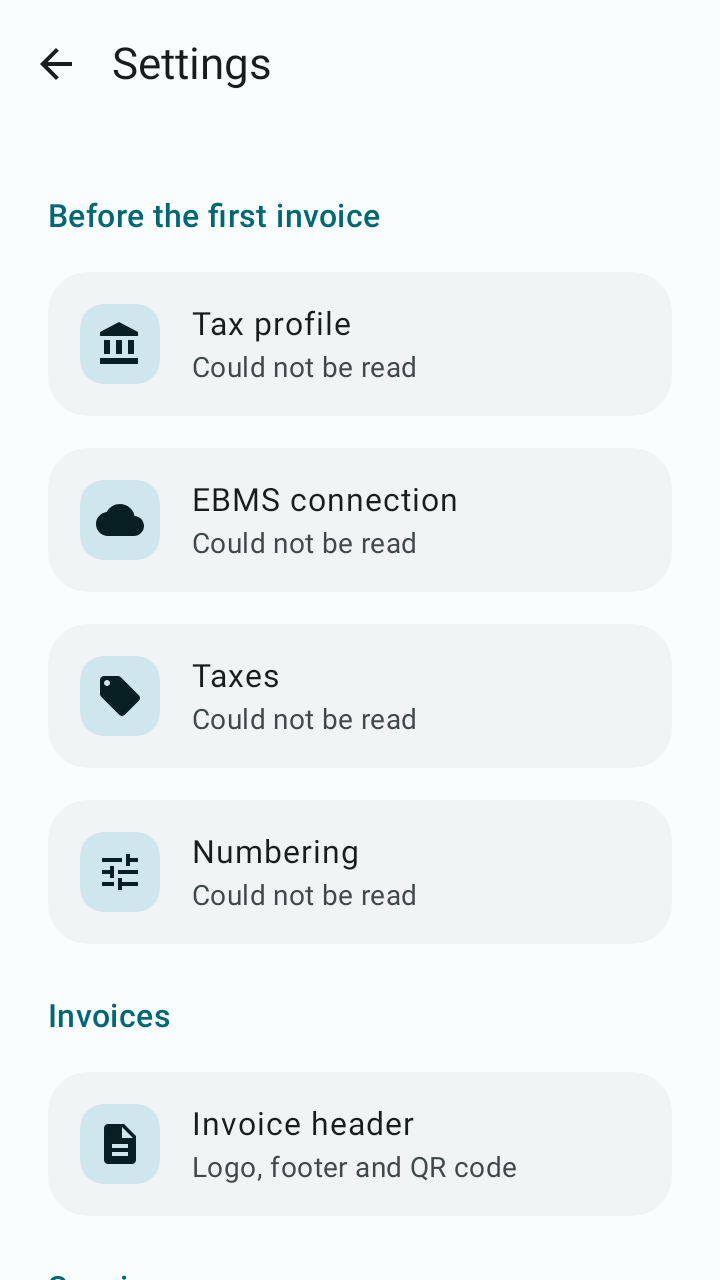 Settings
Before the first invoice
Tax profile
Could not be read
EBMS connection
Could not be read
Taxes
Could not be read
Numbering
Could not be read
Invoices
Invoice header
Logo, footer and QR code